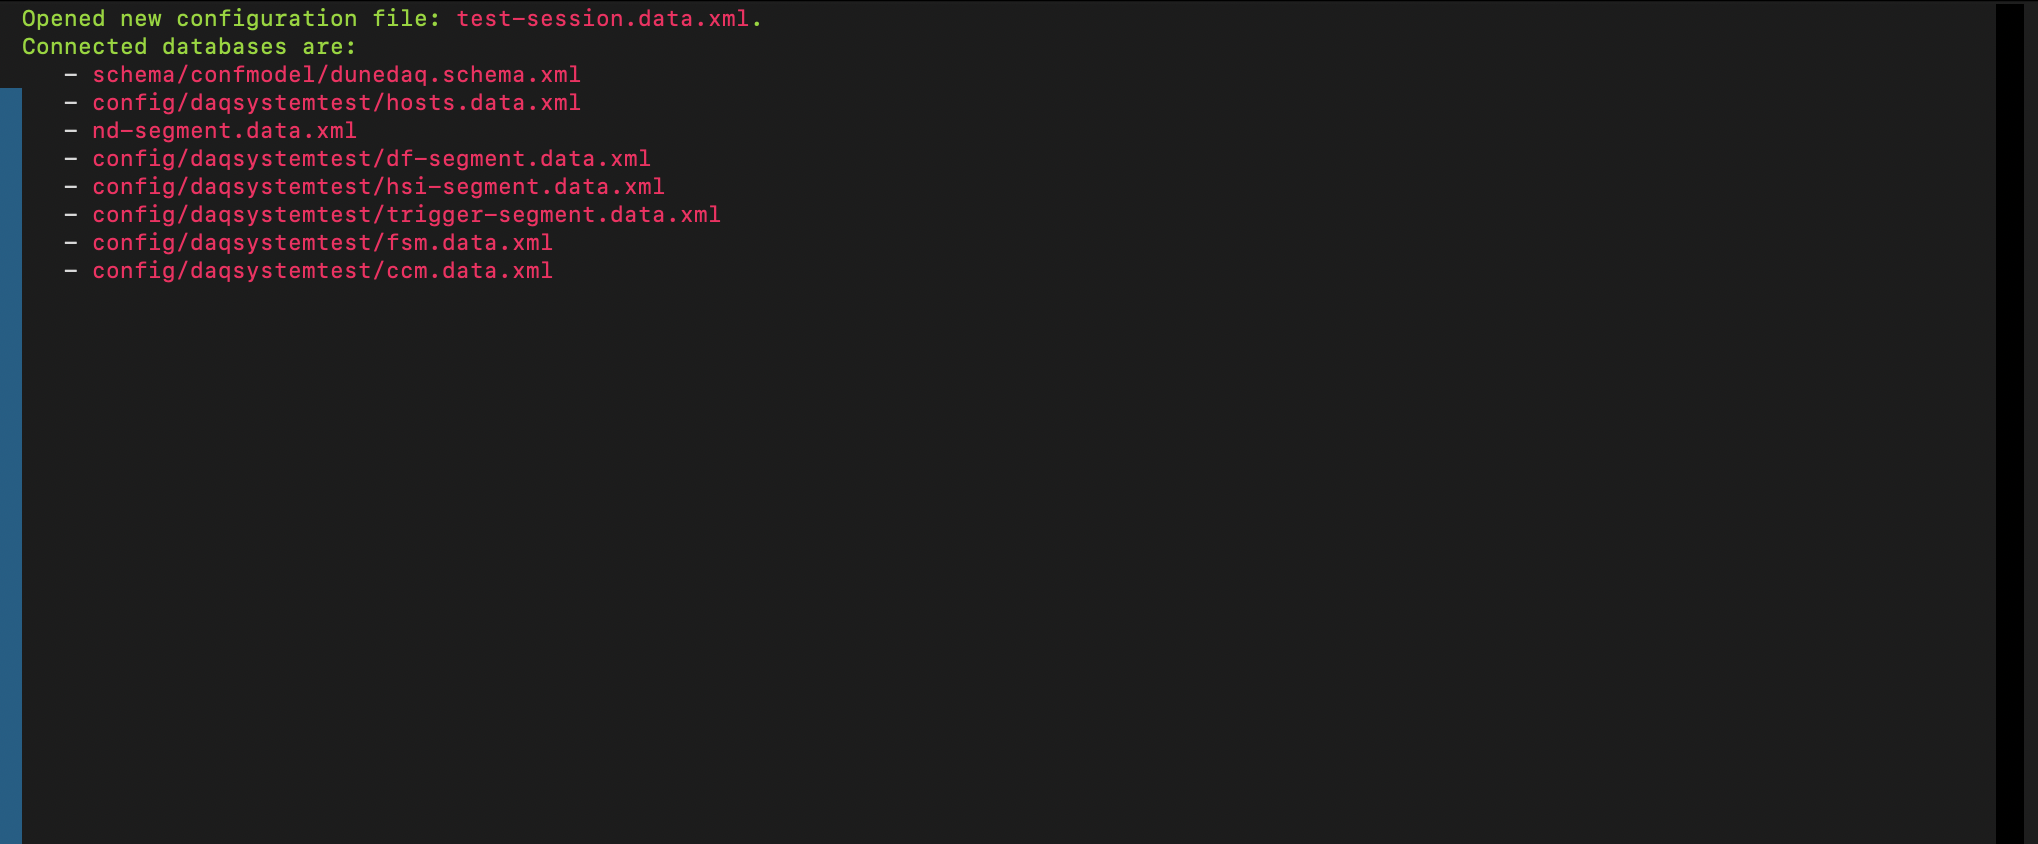 Opened new configuration file: test-session.data.xml.
Connected databases are:
– schema/confmodel/dunedaq.schema.xml
– config/daqsystemtest/hosts.data.xml
– nd-segment.data.xml
– config/daqsystemtest/df-segment.data.xml
– config/daqsystemtest/hsi-segment.data.xml
– config/daqsystemtest/trigger-segment.data.xml
– config/daqsystemtest/fsm.data.xml
– config/daqsystemtest/ccm.data.xml